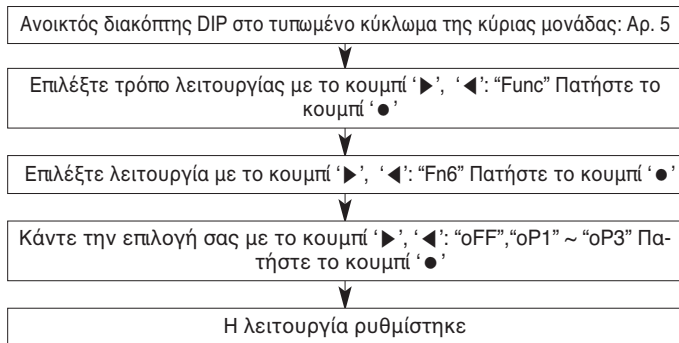 Ανοικτός διακόπτης DIP στο τυπωμένο κύκλωμα της κύριας μονάδας: Αρ. 5
Επιλέξτε τρόπο λειτουργίας με το κουμπί ‘▶’, ‘◀’: “Func” Πατήστε το
κουμπί ‘●’
Επιλέξτε λειτουργία με το κουμπί ‘▶’, ‘◀’: “Fn6” Πατήστε το κουμπί ‘●’
Κάντε την επιλογή σας με το κουμπί ‘▶’, ‘◀’: “oFF”,“oP1” ~ “oP3” Πα-
τήστε το κουμπί ‘●’
Η λειτουργία ρυθμίστηκε